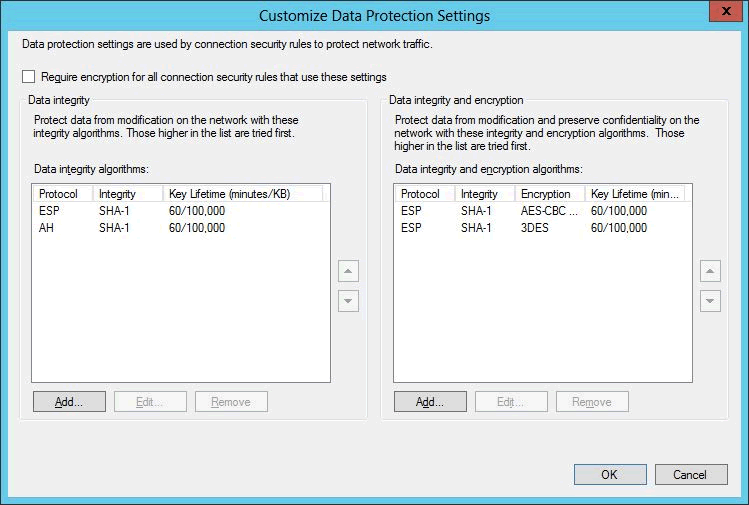 Customize Data Protection Settings
x
Data protection settings are used by connection security rules to protect network traffic.
Require encryption for all connection security rules that use these settings
Data integrity
Protect data from modification on the network with these
integrity algorithms. Those higher in the list are tried first.
Data integrity algorithms:
Protocol Integrity Key Lifetime (minutes/KB)
ESP SHA-1 60/100,000
AH SHA-1 60/100,000
Add... Edit... Remove
Data integrity and encryption
Protect data from modification and preserve confidentiality on the
network with these integrity and encryption algorithms. Those
higher in the list are tried first.
Data integrity and encryption algorithms:
Protocol Integrity Encryption Key Lifetime (min...
ESP SHA-1 AES-CBC ... 60/100,000
ESP SHA-1 3DES 60/100,000
Add... Edit... Remove
OK Cancel